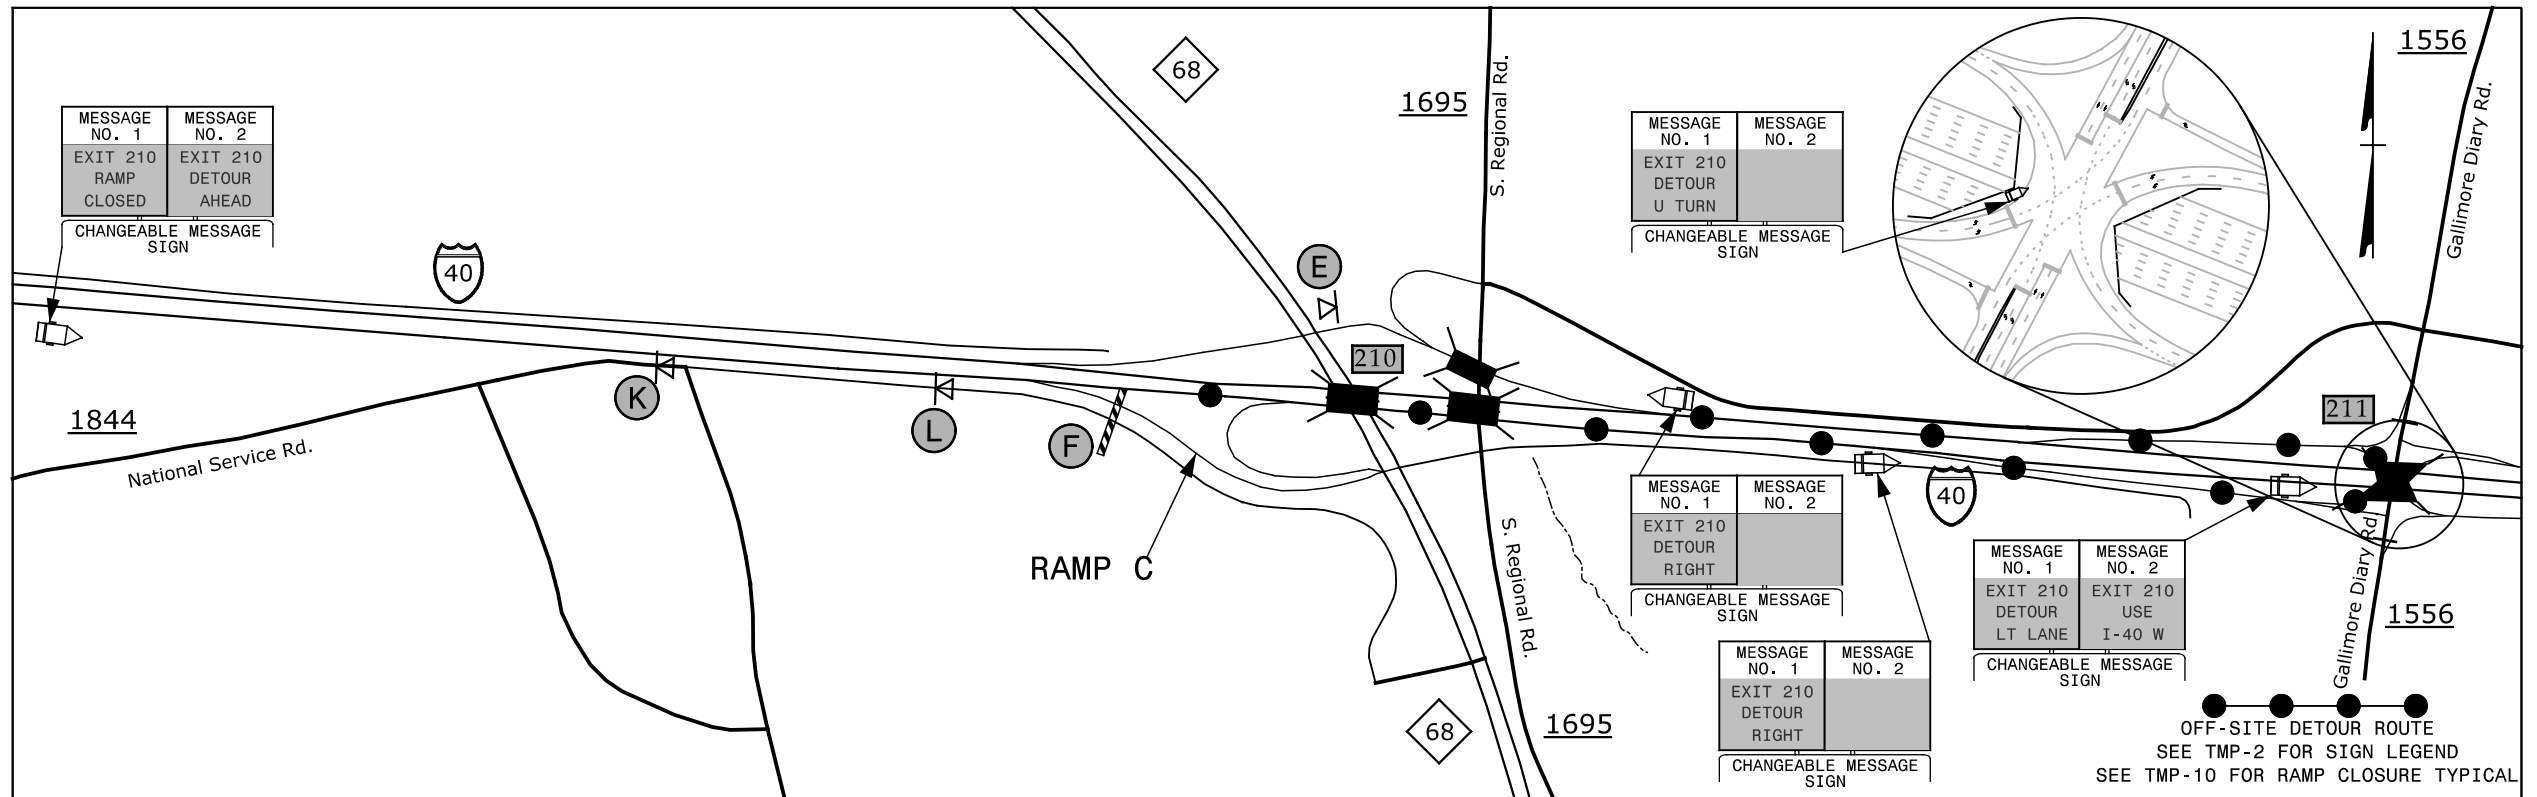 68
1556
1695
S. Regional Rd.
Gallimore Diary Rd.
MESSAGE NO. 1
MESSAGE NO. 2
EXIT 210
RAMP
CLOSED
EXIT 210
DETOUR
AHEAD
CHANGEABLE MESSAGE
SIGN
MESSAGE NO. 1
MESSAGE NO. 2
EXIT 210
DETOUR
U TURN
CHANGEABLE MESSAGE
SIGN
40
E
210
K
L
F
1844
National Service Rd.
211
RAMP C
S. Regional Rd.
MESSAGE NO. 1
MESSAGE NO. 2
EXIT 210
DETOUR
RIGHT
CHANGEABLE MESSAGE
SIGN
40
MESSAGE NO. 1
MESSAGE NO. 2
EXIT 210
DETOUR
LT LANE
EXIT 210
USE
I-40 W
CHANGEABLE MESSAGE
SIGN
Gallimore Diary Rd.
1556
MESSAGE NO. 1
MESSAGE NO. 2
EXIT 210
DETOUR
RIGHT
CHANGEABLE MESSAGE
SIGN
68
1695
OFF-SITE DETOUR ROUTE
SEE TMP-2 FOR SIGN LEGEND
SEE TMP-10 FOR RAMP CLOSURE TYPICAL